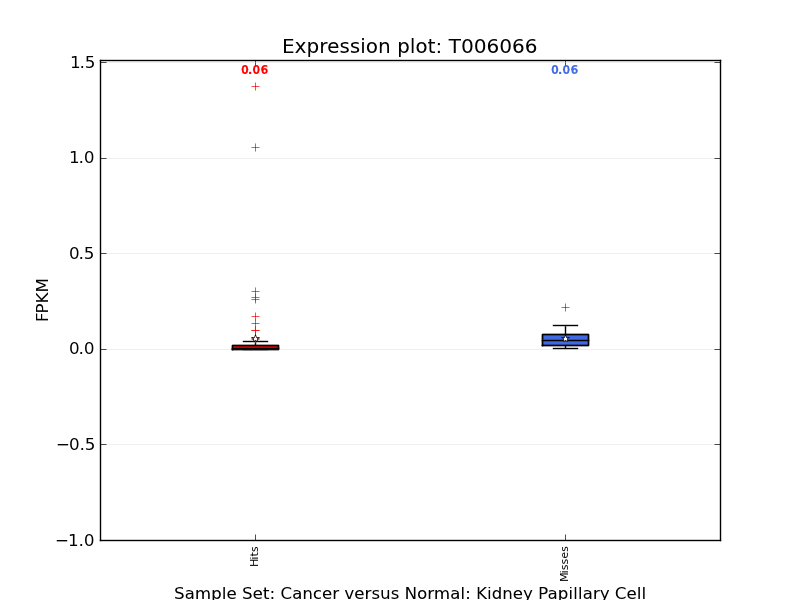 Expression plot: T006066
0.06
0.06
1.5
1.0
0.5
0.0
−0.5
−1.0
FPKM
Hits
Misses
Sample Set: Cancer versus Normal: Kidney Papillary Cell